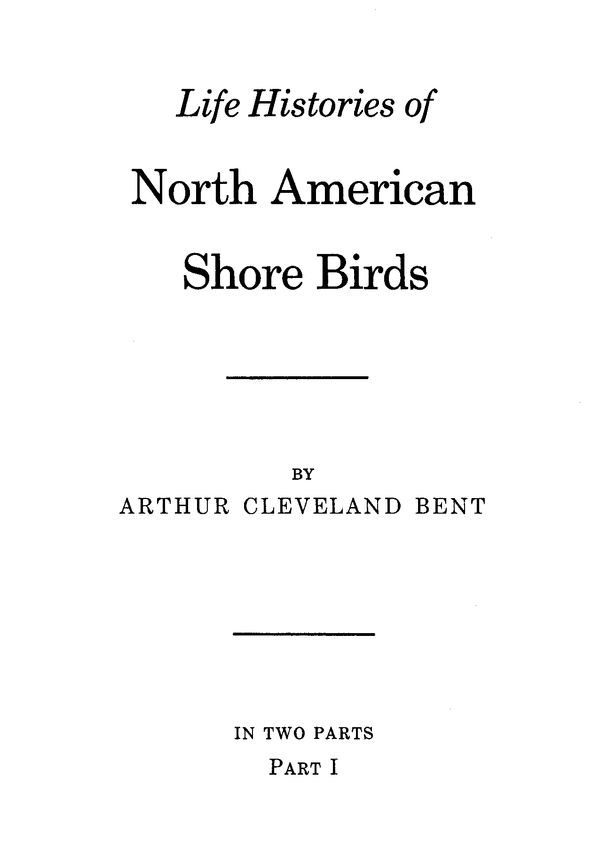 Life Histories of
North American
Shore Birds
BY
ARTHUR CLEVELAND BENT
IN TWO PARTS
PART I